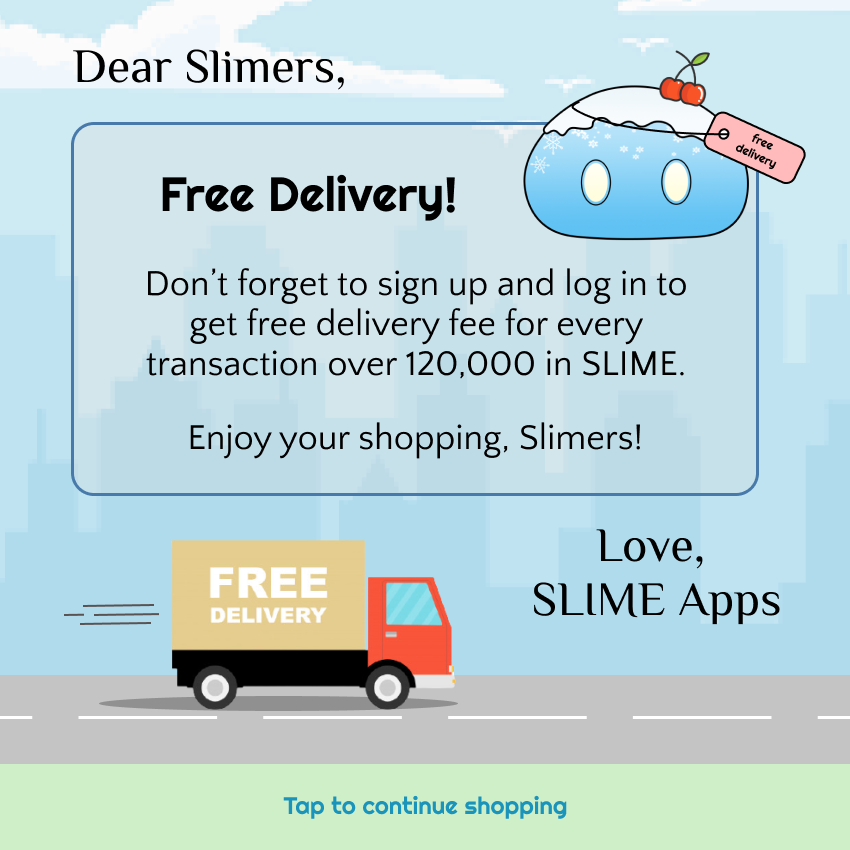 Dear Slimers,
free
delivery
Free Delivery!
Don’t forget to sign up and log in to
get free delivery fee for every
transaction over 120,000 in SLIME.
Enjoy your shopping, Slimers!
Love,
SLIME Apps
FREE
DELIVERY
Tap to continue shopping